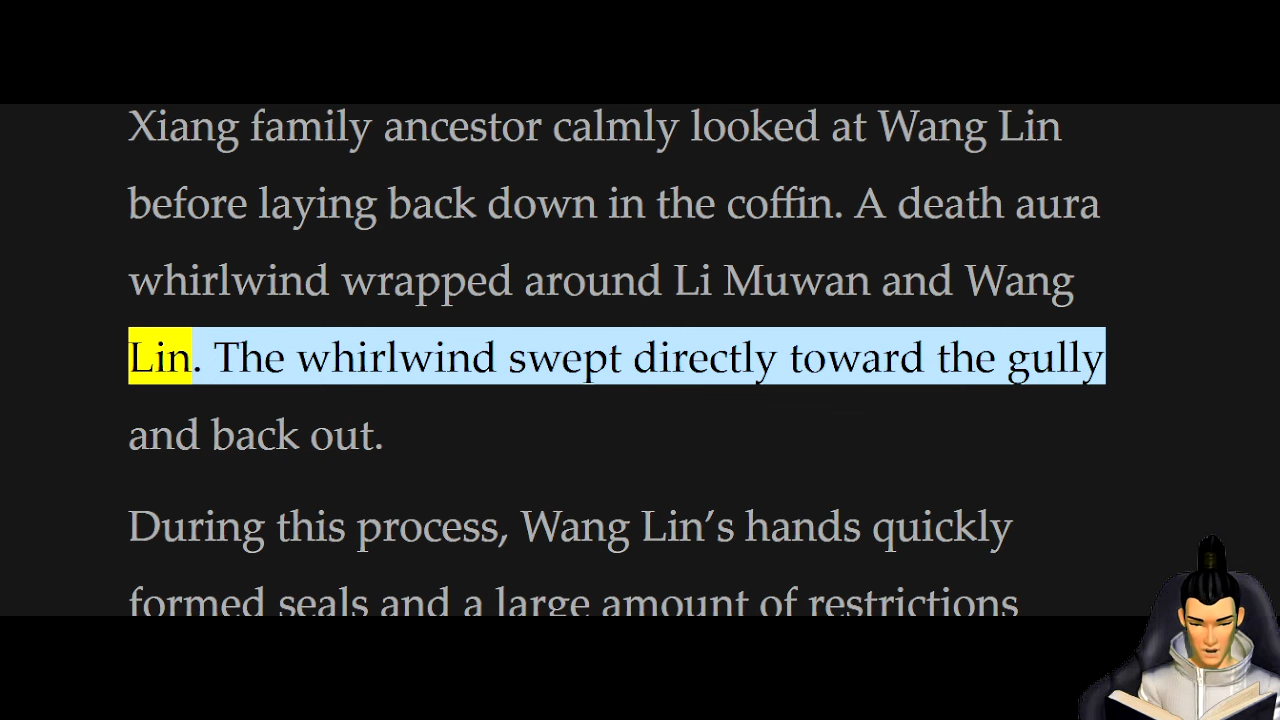 Xiang family ancestor calmly looked at Wang Lin
before laying back down in the coffin. A death aura
whirlwind wrapped around Li Muwan and Wang
Lin. The whirlwind swept directly toward the gully
and back out.
During this process, Wang Lin’s hands quickly
formed seals and a large amount of restrictions